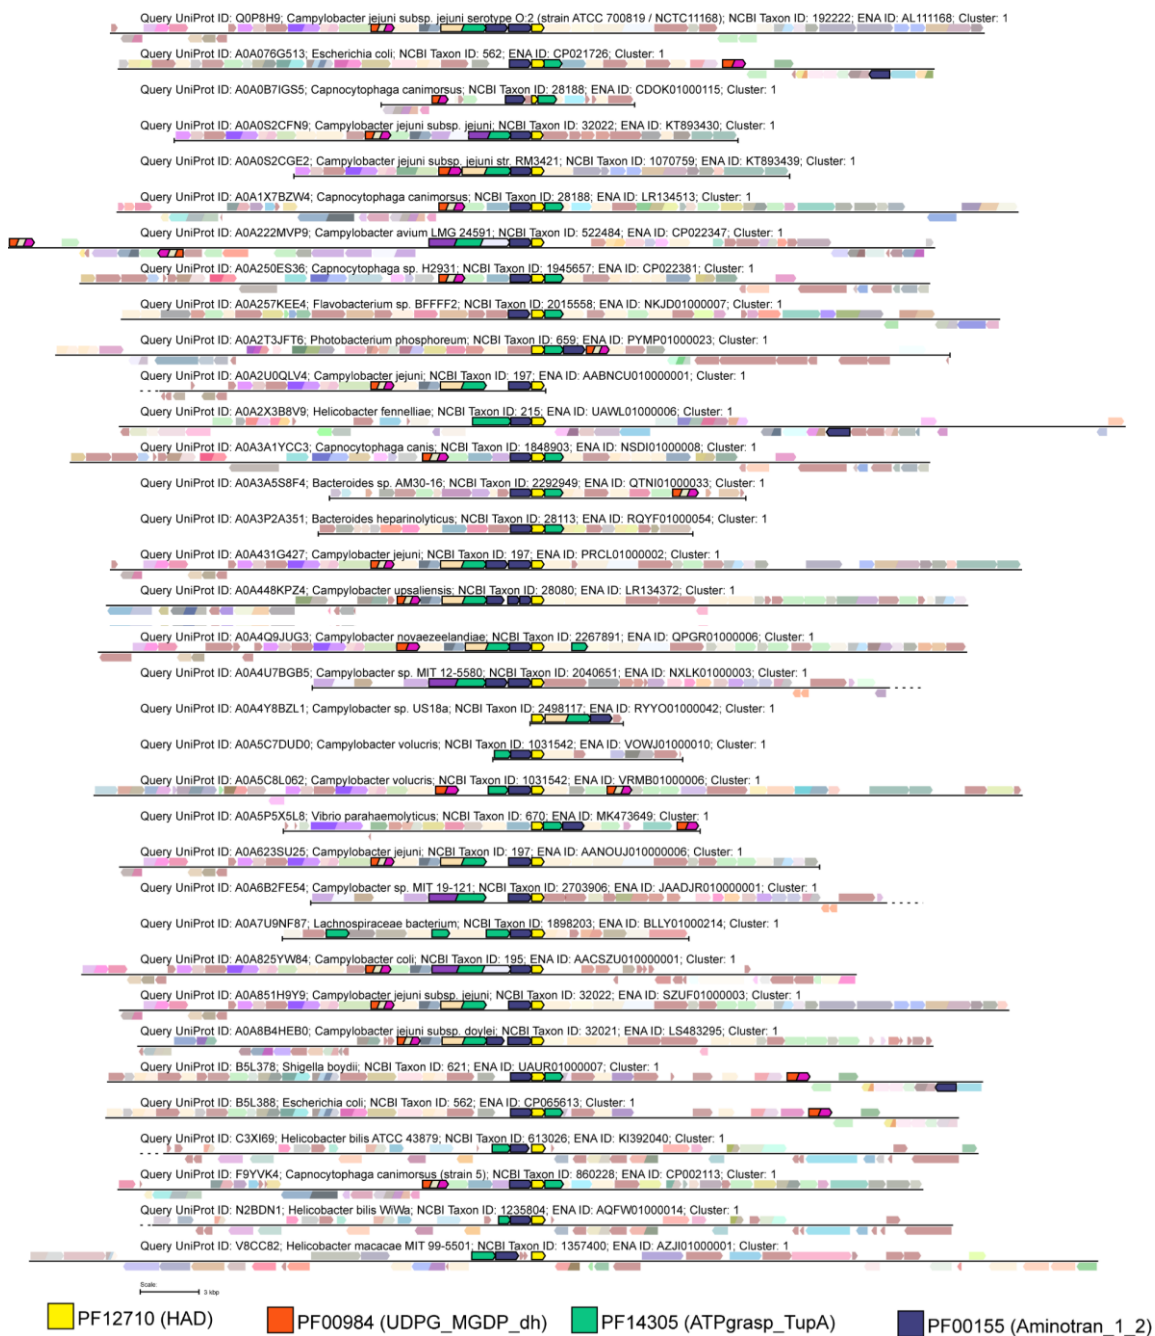 Query UniProt ID: Q0P8H9; Campylobacter jejuni subsp. jejuni serotype O:2 (strain ATCC 700819 / NCTC11168); NCBI Taxon ID: 192222; ENA ID: AL111168; Cluster: 1
Query UniProt ID: A0A076G513; Escherichia coli; NCBI Taxon ID: 562; ENA ID: CP021726; Cluster: 1
Query UniProt ID: A0A0B7IGS5; Capnocytophaga canimorsus; NCBI Taxon ID: 28188; ENA ID: CDOK01000115; Cluster: 1
Query UniProt ID: A0A0S2CFN9; Campylobacter jejuni subsp. jejuni; NCBI Taxon ID: 32022; ENA ID: KT893430; Cluster: 1
Query UniProt ID: A0A0S2CGE2; Campylobacter jejuni subsp. jejuni str. RM3421; NCBI Taxon ID: 1070759; ENA ID: KT893439; Cluster: 1
Query UniProt ID: A0A1X7BZW4; Capnocytophaga canimorsus; NCBI Taxon ID: 28188; ENA ID: LR134513; Cluster: 1
Query UniProt ID: A0A222MVP9; Campylobacter avium LMG 24591; NCBI Taxon ID: 522484; ENA ID: CP022347; Cluster: 1
Query UniProt ID: A0A250ES36; Capnocytophaga sp. H2931; NCBI Taxon ID: 1945657; ENA ID: CP022381; Cluster: 1
Query UniProt ID: A0A257KEE4; Flavobacterium sp. BFFFF2; NCBI Taxon ID: 2015558; ENA ID: NKJD01000007; Cluster: 1
Query UniProt ID: A0A2T3JFT6; Photobacterium phosphoreum; NCBI Taxon ID: 659; ENA ID: PYMP01000023; Cluster: 1
Query UniProt ID: A0A2U0QLV4; Campylobacter jejuni; NCBI Taxon ID: 197; ENA ID: AABNCU010000001; Cluster: 1
Query UniProt ID: A0A2X3B8V9; Helicobacter fennelliae; NCBI Taxon ID: 215; ENA ID: UAWL01000006; Cluster: 1
Query UniProt ID: A0A3A1YCC3; Capnocytophaga canis; NCBI Taxon ID: 1848903; ENA ID: NSDI01000008; Cluster: 1
Query UniProt ID: A0A3A5S8F4; Bacteroides sp. AM30-16; NCBI Taxon ID: 2292949; ENA ID: QTNI01000033; Cluster: 1
Query UniProt ID: A0A3P2A351; Bacteroides heparinolyticus; NCBI Taxon ID: 28113; ENA ID: RQYF01000054; Cluster: 1
Query UniProt ID: A0A431G427; Campylobacter jejuni; NCBI Taxon ID: 197; ENA ID: PRCL01000002; Cluster: 1
Query UniProt ID: A0A448KPZ4; Campylobacter upsaliensis; NCBI Taxon ID: 28080; ENA ID: LR134372; Cluster: 1
Query UniProt ID: A0A4Q9JUG3; Campylobacter novaezeelandiae; NCBI Taxon ID: 2267891; ENA ID: QPGR01000006; Cluster: 1
Query UniProt ID: A0A4U7BGB5; Campylobacter sp. MIT 12-5580; NCBI Taxon ID: 2040651; ENA ID: NXLK01000003; Cluster: 1
Query UniProt ID: A0A4Y8BZL1; Campylobacter sp. US18a; NCBI Taxon ID: 2498117; ENA ID: RYYO01000042; Cluster: 1
Query UniProt ID: A0A5C7DUD0; Campylobacter volucris; NCBI Taxon ID: 1031542; ENA ID: VOWJ01000010; Cluster: 1
Query UniProt ID: A0A5C8L062; Campylobacter volucris; NCBI Taxon ID: 1031542; ENA ID: VRMB01000006; Cluster: 1
Query UniProt ID: A0A5P5X5L8; Vibrio parahaemolyticus; NCBI Taxon ID: 670; ENA ID: MK473649; Cluster: 1
Query UniProt ID: A0A623SU25; Campylobacter jejuni; NCBI Taxon ID: 197; ENA ID: AANOUJ010000006; Cluster: 1
Query UniProt ID: A0A6B2FE54; Campylobacter sp. MIT 19-121; NCBI Taxon ID: 2703906; ENA ID: JAADJR010000001; Cluster: 1
Query UniProt ID: A0A7U9NF87; Lachnospiraceae bacterium; NCBI Taxon ID: 1898203; ENA ID: BLLY01000214; Cluster: 1
Query UniProt ID: A0A825YW84; Campylobacter coli; NCBI Taxon ID: 195; ENA ID: AACSZU010000001; Cluster: 1
Query UniProt ID: A0A851H9Y9; Campylobacter jejuni subsp. jejuni; NCBI Taxon ID: 32022; ENA ID: SZUF01000003; Cluster: 1
Query UniProt ID: A0A8B4HEB0; Campylobacter jejuni subsp. doylei; NCBI Taxon ID: 32021; ENA ID: LS483295; Cluster: 1
Query UniProt ID: B5L378; Shigella boydii; NCBI Taxon ID: 621; ENA ID: UAUR01000007; Cluster: 1
Query UniProt ID: B5L388; Escherichia coli; NCBI Taxon ID: 562; ENA ID: CP065613; Cluster: 1
Query UniProt ID: C3XI69; Helicobacter bilis ATCC 43879; NCBI Taxon ID: 613026; ENA ID: KI392040; Cluster: 1
Query UniProt ID: F9YVK4; Capnocytophaga canimorsus (strain 5); NCBI Taxon ID: 860228; ENA ID: CP002113; Cluster: 1
Query UniProt ID: N2BDN1; Helicobacter bilis WiWa; NCBI Taxon ID: 1235804; ENA ID: AQFW01000014; Cluster: 1
Query UniProt ID: V8CC82; Helicobacter macacae MIT 99-5501; NCBI Taxon ID: 1357400; ENA ID: AZJI01000001; Cluster: 1
Scale:
3 kbp
PF12710 (HAD) PF00984 (UDPG_MGDP_dh) PF14305 (ATPgrasp_TupA) PF00155 (Aminotran_1_2)